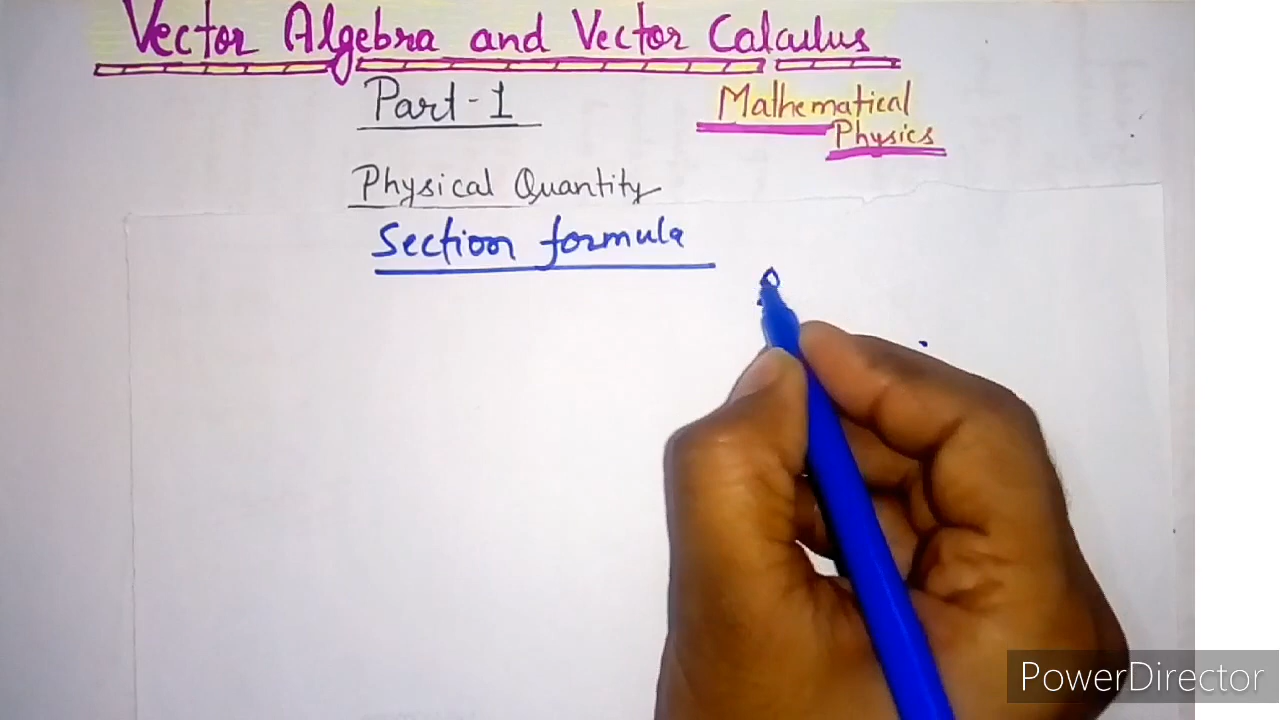 Vector Algebra and Vector Calculus
Part-1
Mathematical
Physics
Physical Quantity
Section formula
PowerDirector